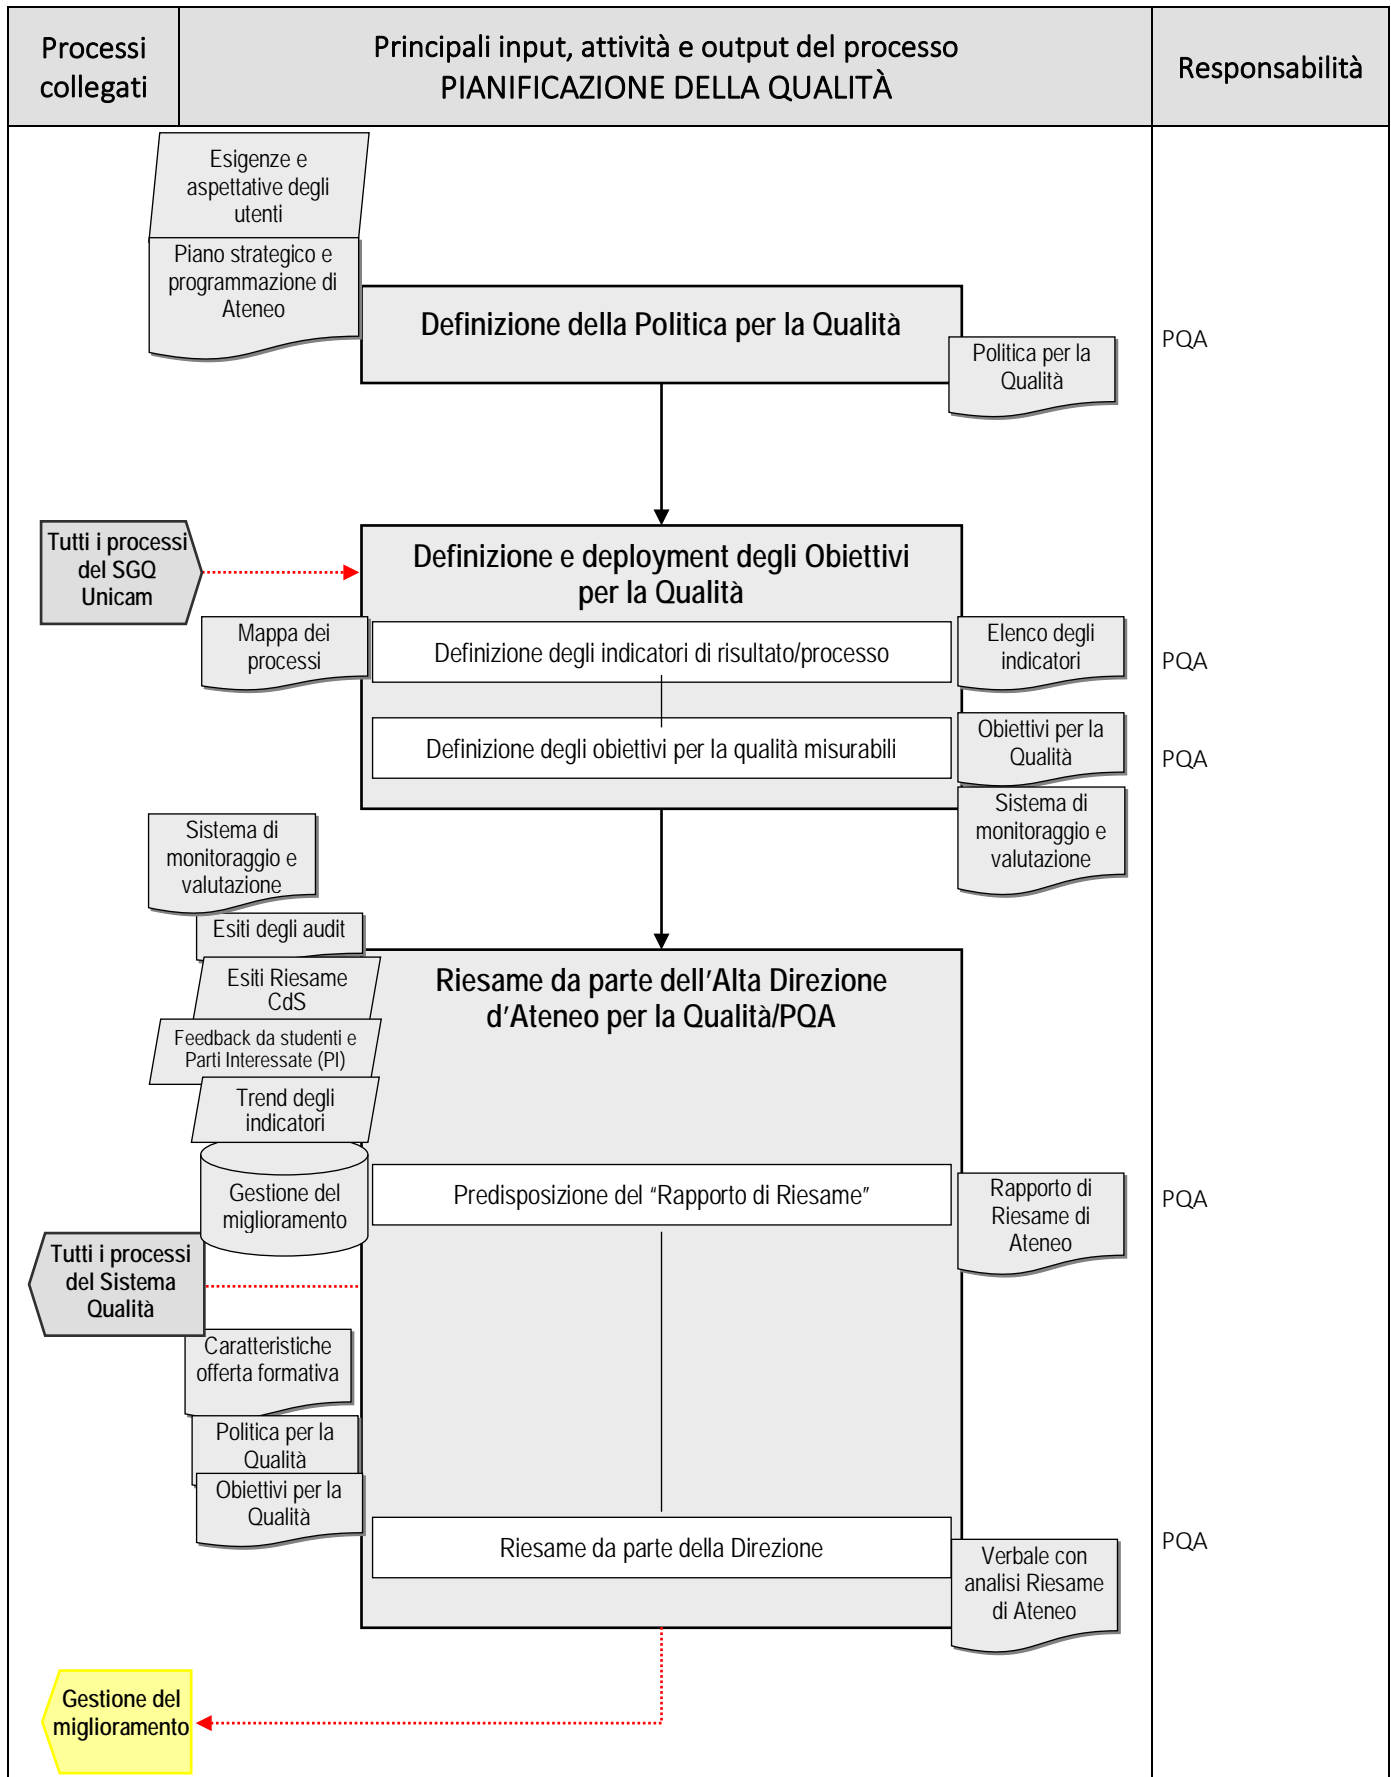 Processi
collegati
Principali input, attività e output del processo
PIANIFICAZIONE DELLA QUALITÀ
Responsabilità
Esigenze e
aspettative degli
utenti
Piano strategico e
programmazione di
Ateneo
Definizione della Politica per la Qualità
Politica per la
Qualità
PQA
Tutti i processi
del SGQ
Unicam
Definizione e deployment degli Obiettivi
per la Qualità
Mappa dei
processi
Definizione degli indicatori di risultato/processo
Elenco degli
indicatori
PQA
Definizione degli obiettivi per la qualità misurabili
Obiettivi per la
Qualità
PQA
Sistema di
monitoraggio e
valutazione
Sistema di
monitoraggio e
valutazione
Esiti degli audit
Esiti Riesame
CdS
Feedback da studenti e
Parti Interessate (PI)
Trend degli
indicatori
Riesame da parte dell'Alta Direzione
d'Ateneo per la Qualità/PQA
Gestione del
miglioramento
Predisposizione del “Rapporto di Riesame”
Rapporto di
Riesame di
Ateneo
PQA
Tutti i processi
del Sistema
Qualità
Caratteristiche
offerta formativa
Politica per la
Qualità
Obiettivi per la
Qualità
Riesame da parte della Direzione
Verbale con
analisi Riesame
di Ateneo
PQA
Gestione del
miglioramento